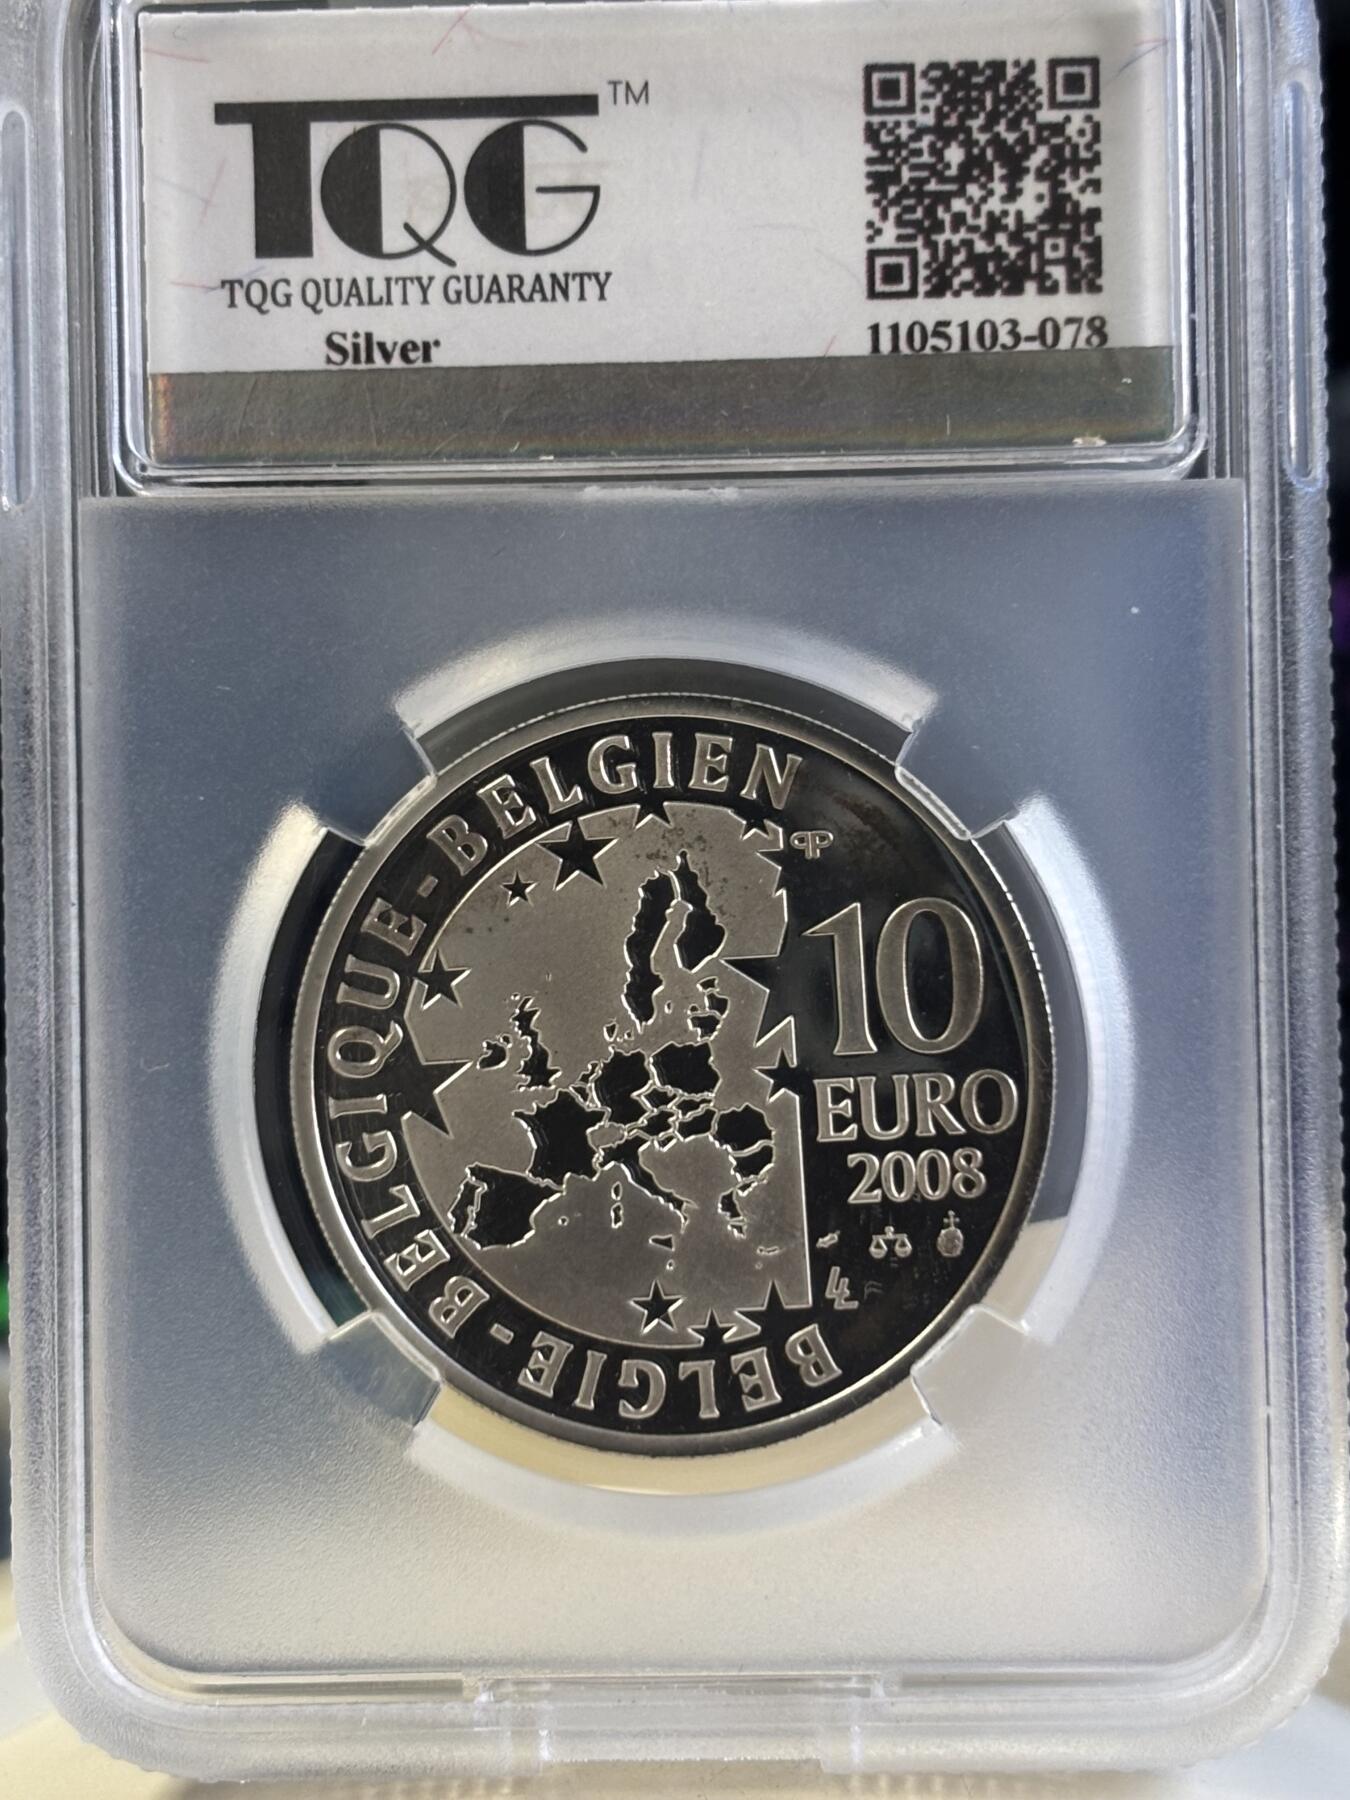 TQG™
TQG QUALITY GUARANTY
Silver
1105103-078
BELGIE-BELGIQUE-BELGIEN
10
EURO
2008